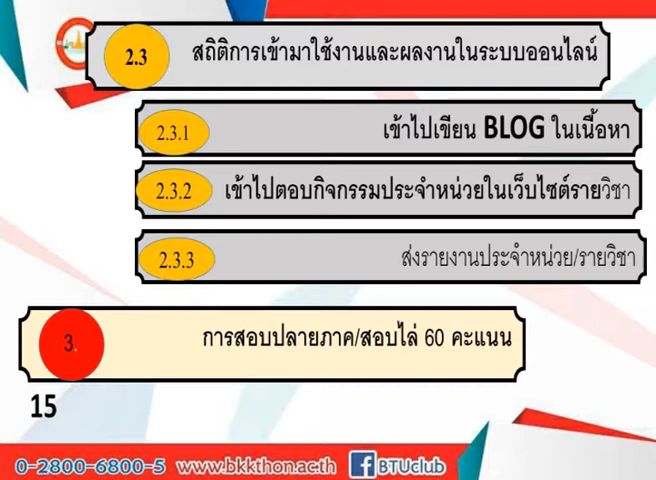 2.3 สถิติการเข้ามาใช้งานและผลงานในระบบออนไลน์
2.3.1 เข้าไปเขียน BLOG ในเนื้อหา
2.3.2 เข้าไปตอบกิจกรรมประจำหน่วยในเว็บไซต์รายวิชา
2.3.3 ส่งรายงานประจำหน่วย/รายวิชา
3. การสอบปลายภาค/สอบไล่ 60 คะแนน
15
0-2800-6800-5 www.bkkthon.ac.th f BTUclub